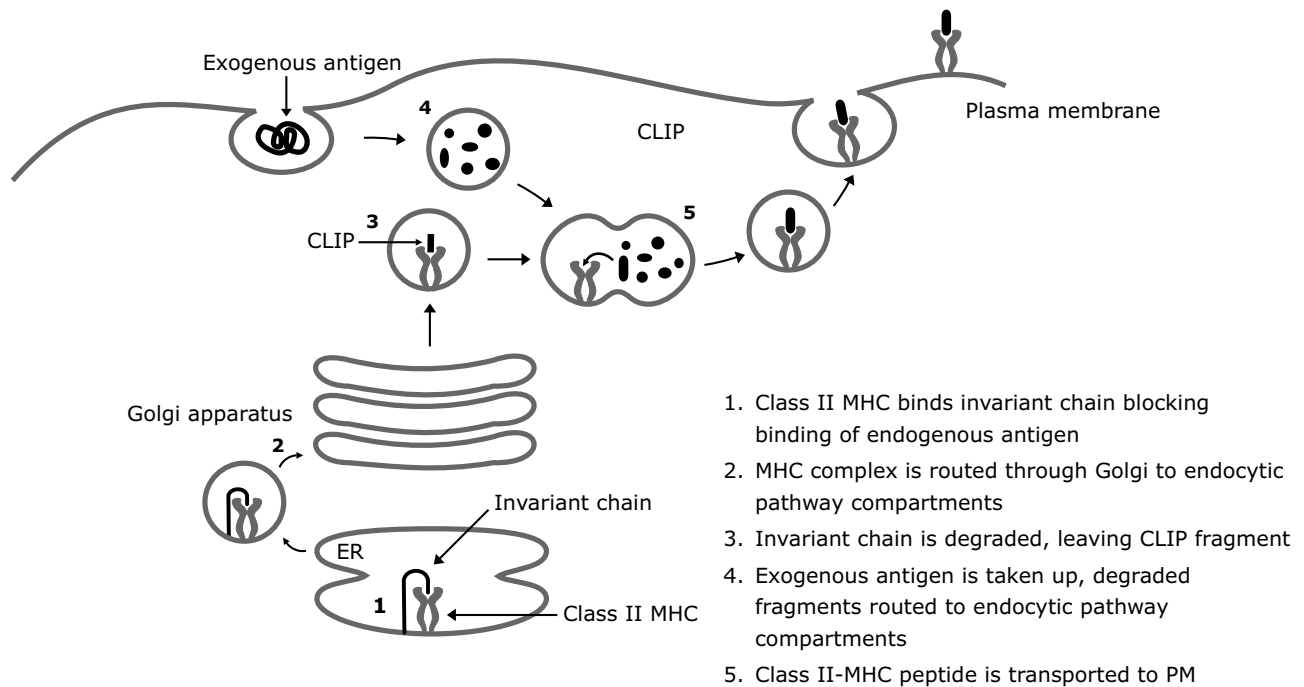 Exogenous antigen
4
CLIP
Plasma membrane
3
CLIP
5
Golgi apparatus
2
Invariant chain
ER
1
Class II MHC
1. Class II MHC binds invariant chain blocking
binding of endogenous antigen
2. MHC complex is routed through Golgi to endocytic
pathway compartments
3. Invariant chain is degraded, leaving CLIP fragment
4. Exogenous antigen is taken up, degraded
fragments routed to endocytic pathway
compartments
5. Class II-MHC peptide is transported to PM